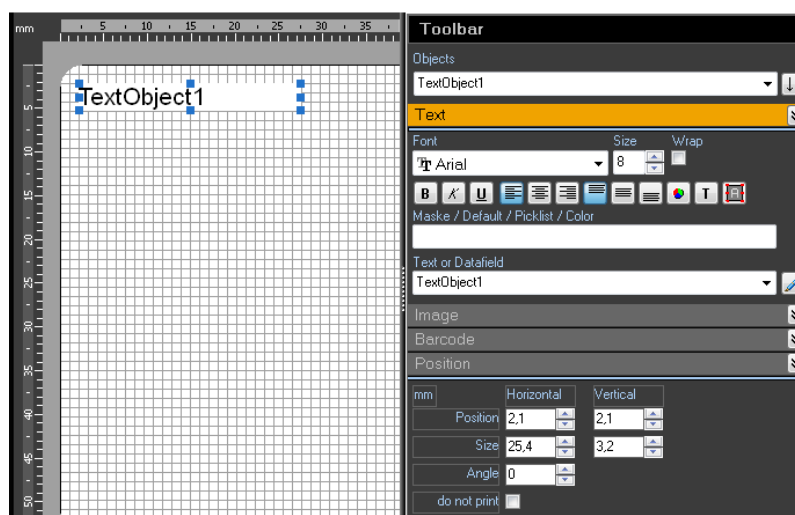 mm
5 10 15 20 25 30 35
Toolbar
Objects
TextObject1
Text
Font Size Wrap
Arial 8
B K U T A
Maske / Default / Picklist / Color
Text or Datafield
TextObject1
Image
Barcode
Position
mm Horizontal Vertical
Position 2,1 2,1
Size 25,4 3,2
Angle 0
do not print
TextObject1
5
10
15
20
25
30
35
40
45
50